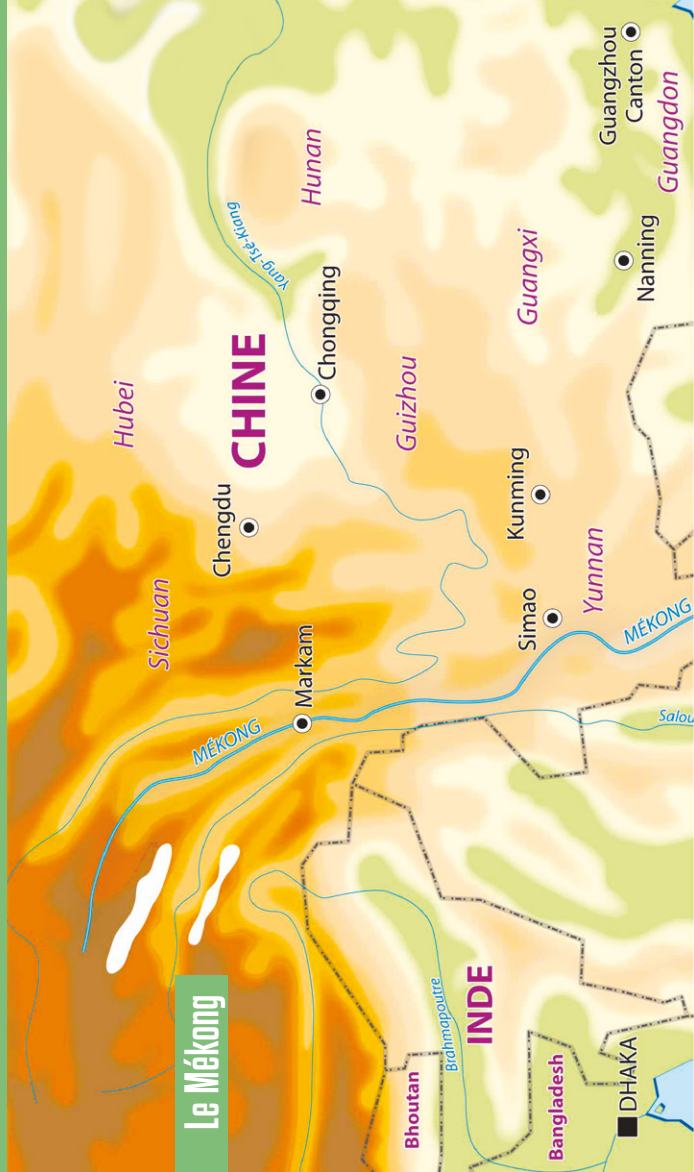 Le Mékong
Hubei
Sichuan
Chengdu
MÉKONG
CHINE
Yang-Tsé-Kiang
Markam
Hunan
Chongqing
Guizhou
Bhoutan
Brahmapoutre
INDE
Kunming
Simao
Guangxi
Bangladesh
Yunnan
Guangzhou
Canton
DHAKA
MÉKONG
Nanning
Guangdon
Salou